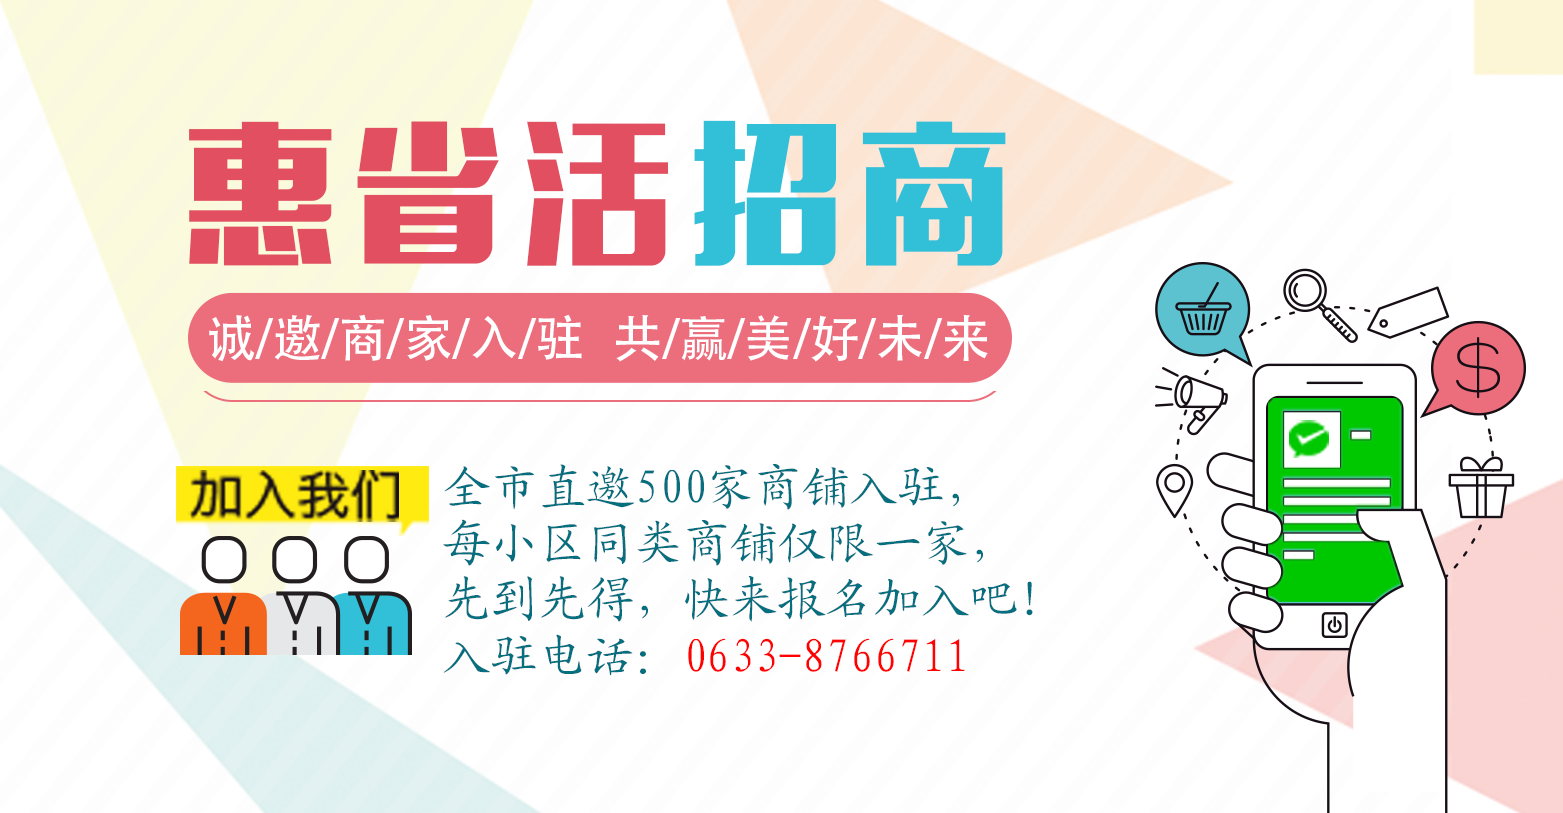 惠省活招商
诚/邀/商/家/入/驻 共/赢/美/好/未/来
加入我们
全市直邀500家商铺入驻，
每小区同类商铺仅限一家，
先到先得，快来报名加入吧！
入驻电话：0633-8766711
$